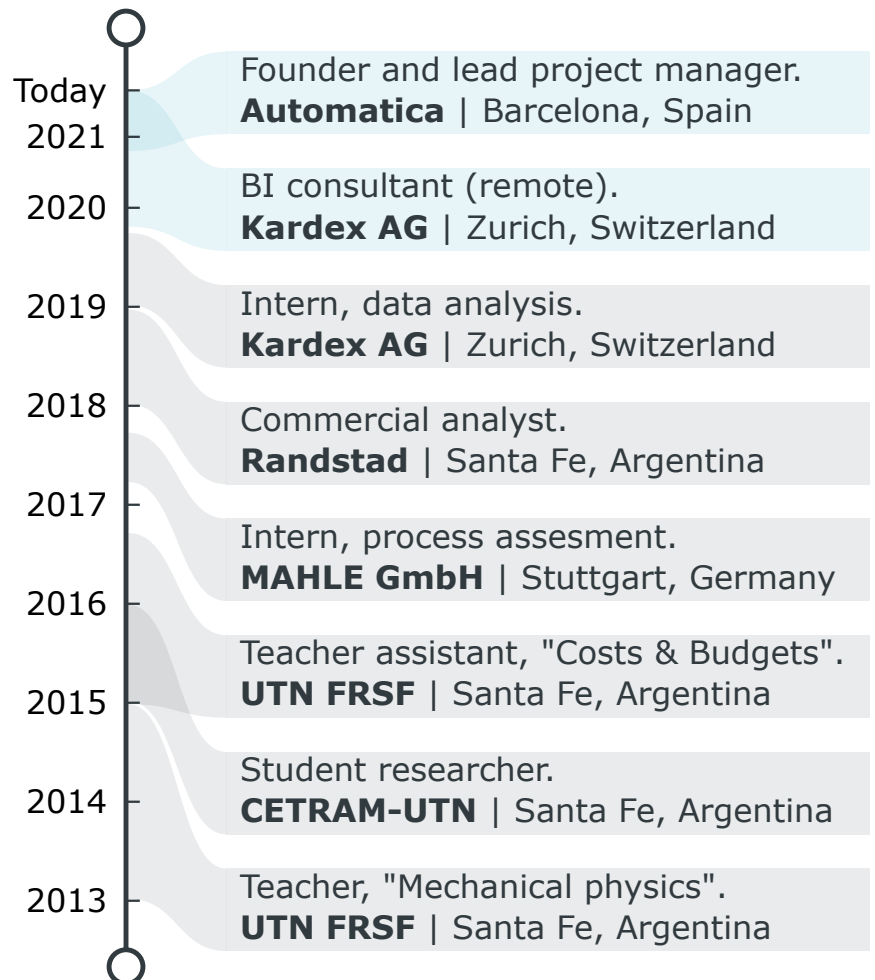 Today
2021
2020
2019
2018
2017
2016
2015
2014
2013
Founder and lead project manager.
Automatica | Barcelona, Spain
BI consultant (remote).
Kardex AG | Zurich, Switzerland
Intern, data analysis.
Kardex AG | Zurich, Switzerland
Commercial analyst.
Randstad | Santa Fe, Argentina
Intern, process assesment.
MAHLE GmbH | Stuttgart, Germany
Teacher assistant, "Costs & Budgets".
UTN FRSF | Santa Fe, Argentina
Student researcher.
CETRAM-UTN | Santa Fe, Argentina
Teacher, "Mechanical physics".
UTN FRSF | Santa Fe, Argentina